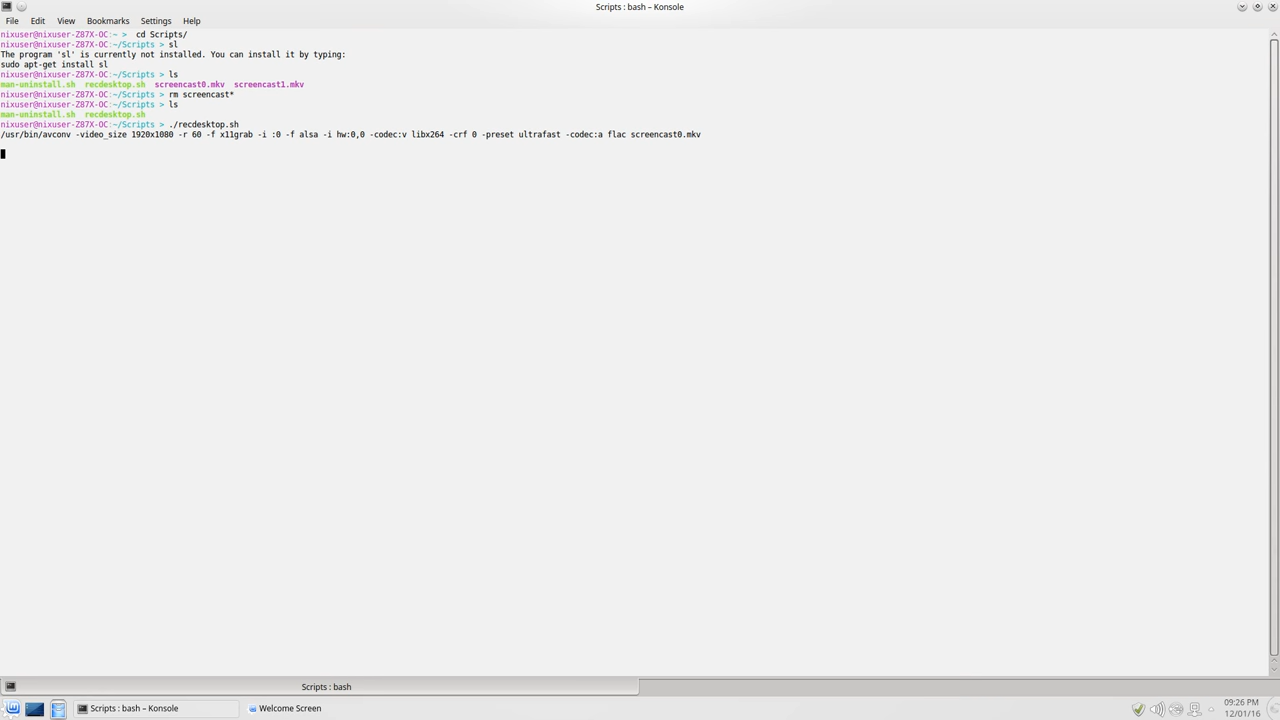 Scripts : bash – Konsole
File Edit View Bookmarks Settings Help
nixuser@nixuser-Z87X-OC:~ > cd Scripts/
nixuser@nixuser-Z87X-OC:~/Scripts > sl
The program 'sl' is currently not installed. You can install it by typing:
sudo apt-get install sl
nixuser@nixuser-Z87X-OC:~/Scripts > ls
man-uninstall.sh recdesktop.sh screencast0.mkv screencast1.mkv
nixuser@nixuser-Z87X-OC:~/Scripts > rm screencast*
nixuser@nixuser-Z87X-OC:~/Scripts > ls
man-uninstall.sh recdesktop.sh
nixuser@nixuser-Z87X-OC:~/Scripts > ./recdesktop.sh
/usr/bin/avconv -video_size 1920x1080 -r 60 -f x11grab -i :0 -f alsa -i hw:0,0 -codec:v libx264 -crf 0 -preset ultrafast -codec:a flac screencast0.mkv
Scripts : bash
Scripts : bash – Konsole
Welcome Screen
09:26 PM
12/01/16